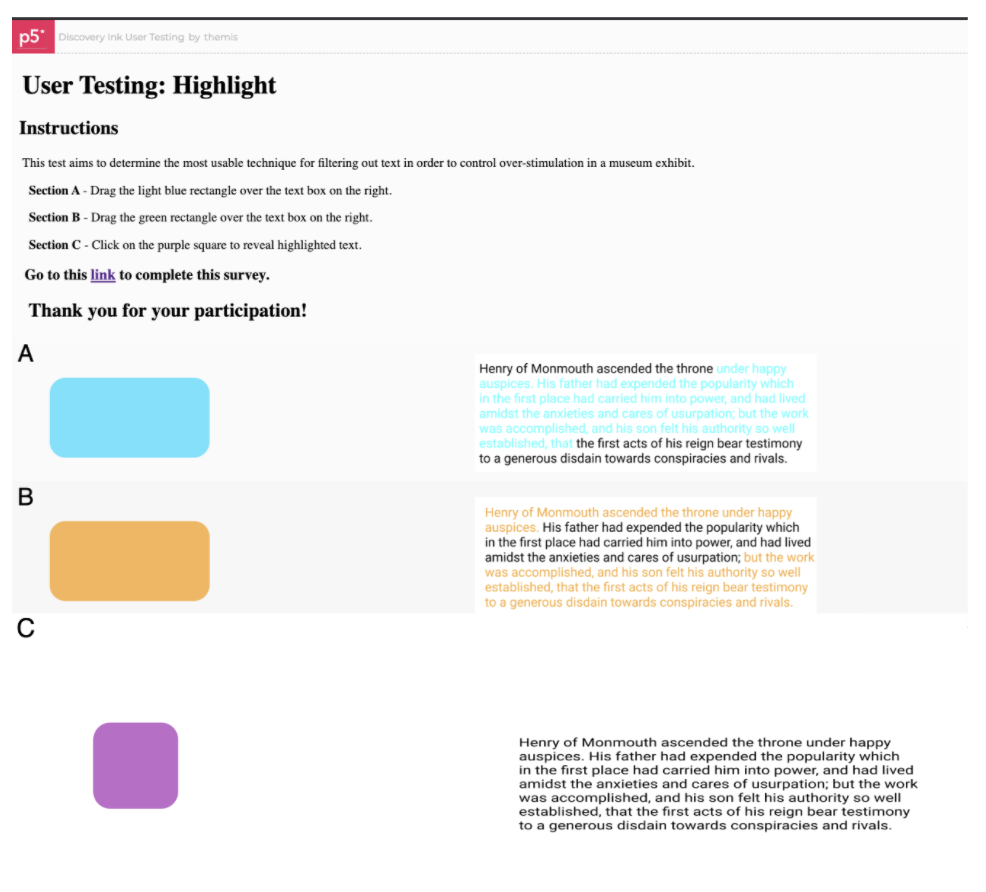 p5* Discovery Ink User Testing by themis
User Testing: Highlight
Instructions
This test aims to determine the most usable technique for filtering out text in order to control over-stimulation in a museum exhibit.
Section A - Drag the light blue rectangle over the text box on the right.
Section B - Drag the green rectangle over the text box on the right.
Section C - Click on the purple square to reveal highlighted text.
Go to this link to complete this survey.
Thank you for your participation!
A
Henry of Monmouth ascended the throne under happy
auspices. His father had expended the popularity which
in the first place had carried him into power, and had lived
amidst the anxieties and cares of usurpation; but the work
was accomplished, and his son felt his authority so well
established, that the first acts of his reign bear testimony
to a generous disdain towards conspiracies and rivals.
B
Henry of Monmouth ascended the throne under happy
auspices. His father had expended the popularity which
in the first place had carried him into power, and had lived
amidst the anxieties and cares of usurpation; but the work
was accomplished, and his son felt his authority so well
established, that the first acts of his reign bear testimony
to a generous disdain towards conspiracies and rivals.
C
Henry of Monmouth ascended the throne under happy
auspices. His father had expended the popularity which
in the first place had carried him into power, and had lived
amidst the anxieties and cares of usurpation; but the work
was accomplished, and his son felt his authority so well
established, that the first acts of his reign bear testimony
to a generous disdain towards conspiracies and rivals.